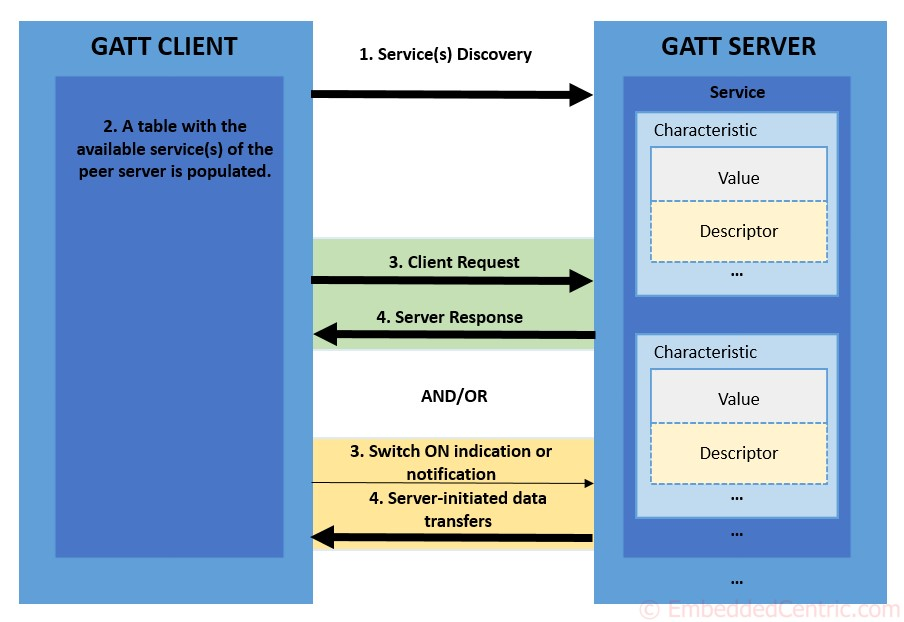 GATT CLIENT
1. Service(s) Discovery
GATT SERVER
2. A table with the
available service(s) of the
peer server is populated.
Service
Characteristic
Value
Descriptor
...
3. Client Request
4. Server Response
AND/OR
3. Switch ON indication or
notification
4. Server-initiated data
transfers
Characteristic
Value
Descriptor
...
...
...
© EmbeddedCentric.com